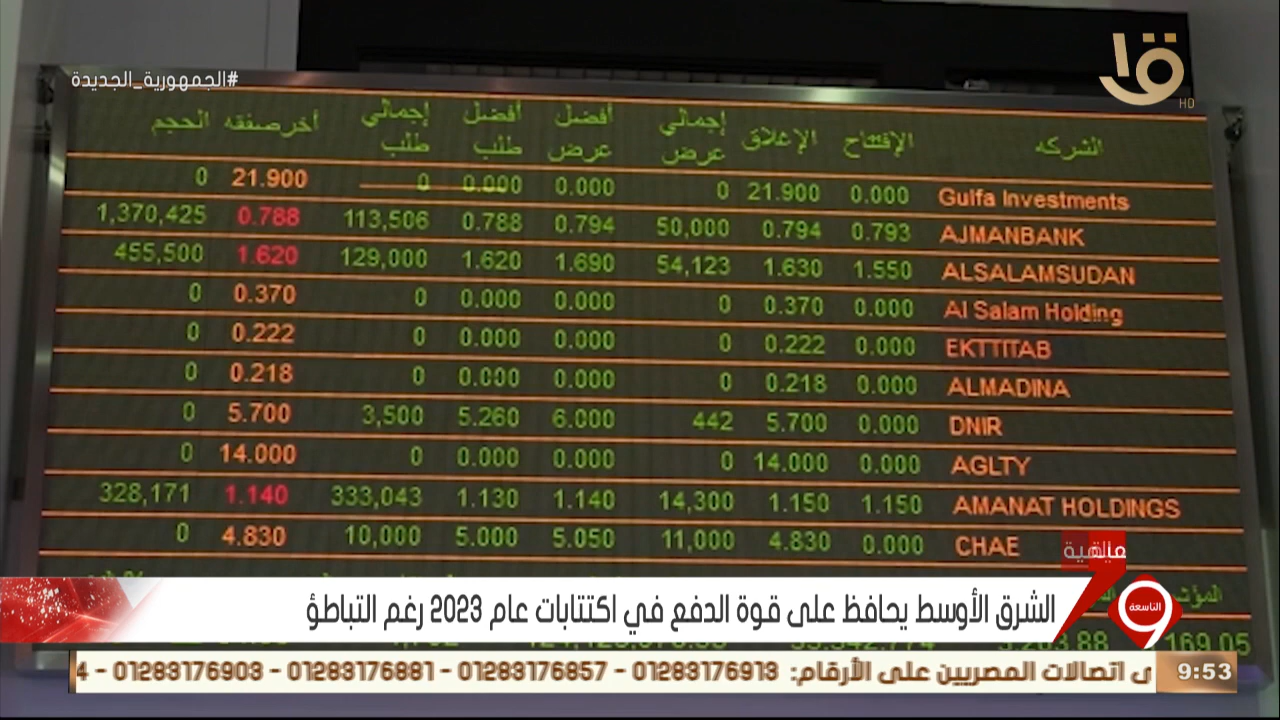 #الجمهورية_الجديدة
HD
الشركه الإفتتاح الإعلاق إجمالي عرض أفضل عرض أفضل طلب إجمالي طلب أخرصفقه الحجم
Gulfa Investments 0.000 21.900 0 0.000 0.000 0 21.900 0
AJMANBANK 0.793 0.794 50,000 0.794 0.788 113,506 0.788 1,370,425
ALSALAMSUDAN 1.550 1.630 54,123 1.690 1.620 129,000 1.620 455,500
Al Salam Holding 0.000 0.370 0 0.000 0.000 0 0.370 0
EKTTITAB 0.000 0.222 0 0.000 0.000 0 0.222 0
ALMADINA 0.000 0.218 0 0.000 0.000 0 0.218 0
DNIR 0.000 5.700 442 6.000 5.260 3,500 5.700 0
AGLTY 0.000 14.000 0 0.000 0.000 0 14.000 0
AMANAT HOLDINGS 1.150 1.150 14,300 1.140 1.130 333,043 1.140 328,171
CHAE 0.000 4.830 11,000 5.050 5.000 10,000 4.830 0
التاسعة
الشرق الأوسط يحافظ على قوة الدفع في اكتتابات عام 2023 رغم التباطؤ
169.05
9:53 اتصالات المصريين على الأرقام: 01283176913 - 01283176857 - 01283176881 - 01283176903 -